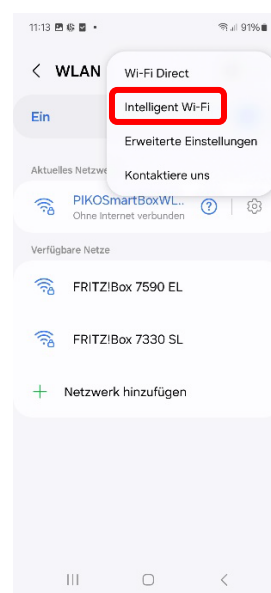 11:13
91%
WLAN
Wi-Fi Direct
Intelligent Wi-Fi
Erweiterte Einstellungen
Kontaktiere uns
Ein
Aktuelles Netzwe
PIKOSmartBoxWL..
Ohne Internet verbunden
Verfügbare Netze
FRITZ!Box 7590 EL
FRITZ!Box 7330 SL
Netzwerk hinzufügen